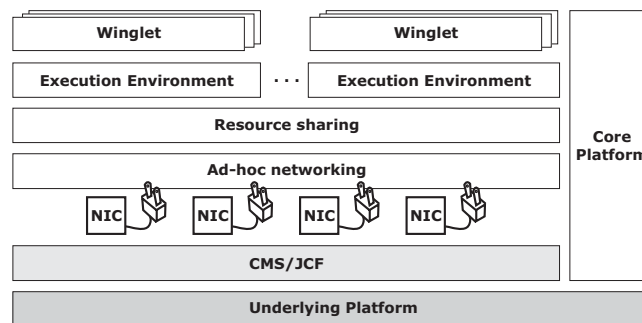 Winglet
Winglet
Execution Environment
. . .
Execution Environment
Resource sharing
Core
Platform
Ad-hoc networking
NIC
NIC
NIC
NIC
CMS/JCF
Underlying Platform